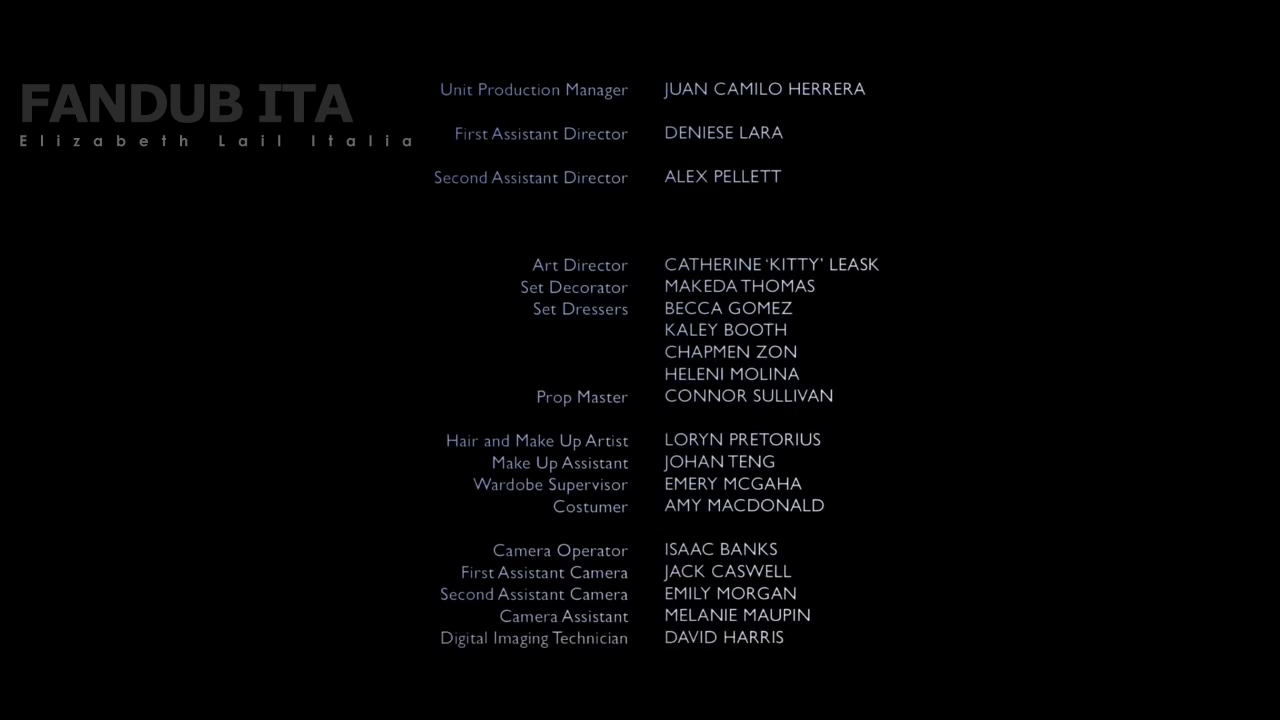 FANDUB ITA
Elizabeth Lail Italia
Unit Production Manager JUAN CAMILO HERRERA
First Assistant Director DENIESE LARA
Second Assistant Director ALEX PELLETT
Art Director CATHERINE ‘KITTY’ LEASK
Set Decorator MAKEDA THOMAS
Set Dressers BECCA GOMEZ
KALEY BOOTH
CHAPMEN ZON
HELENI MOLINA
Prop Master CONNOR SULLIVAN
Hair and Make Up Artist LORYN PRETORIUS
Make Up Assistant JOHAN TENG
Wardobe Supervisor EMERY MCGAHA
Costumer AMY MACDONALD
Camera Operator ISAAC BANKS
First Assistant Camera JACK CASWELL
Second Assistant Camera EMILY MORGAN
Camera Assistant MELANIE MAUPIN
Digital Imaging Technician DAVID HARRIS